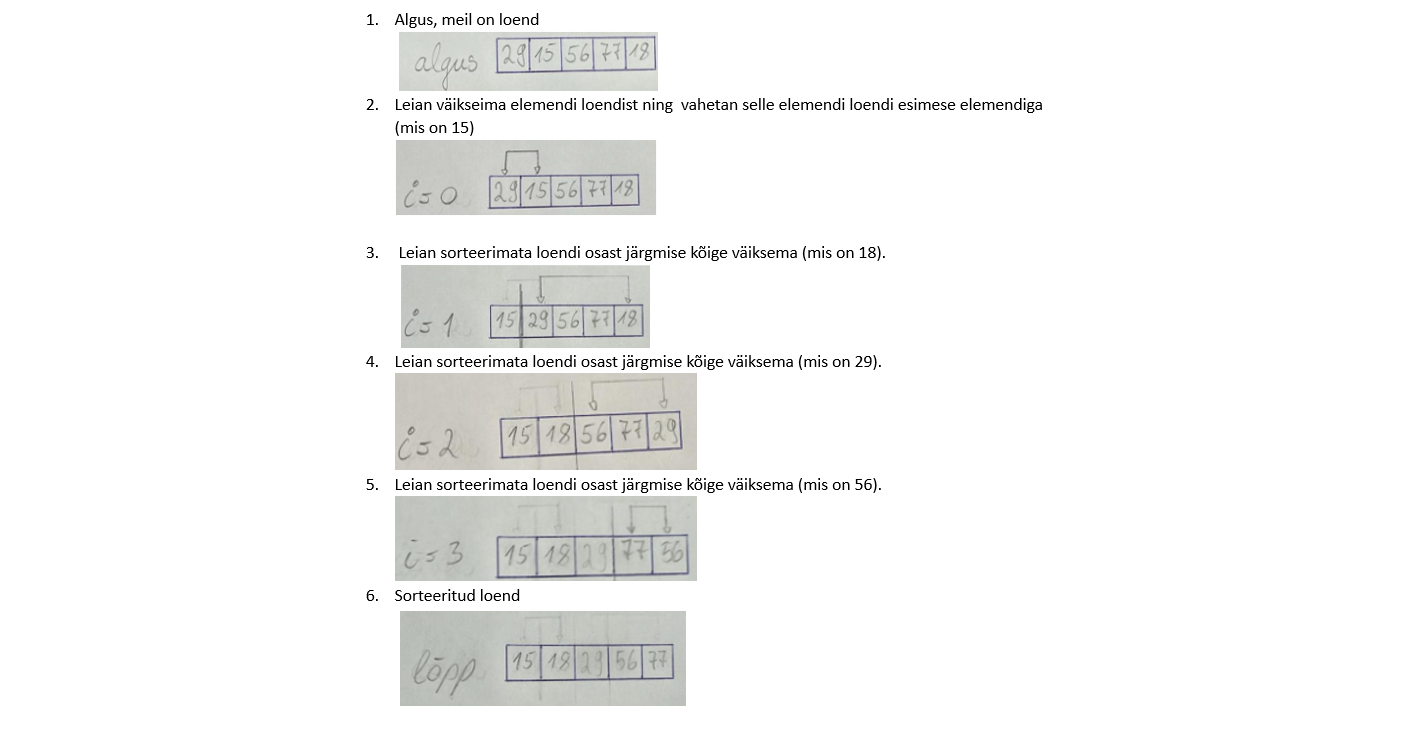 1. Algus, meil on loend
algus 29 15 56 77 18
2. Leian väikseima elemendi loendist ning vahetan selle elemendi loendi esimese elemendiga
(mis on 15)
i=0 29 15 56 77 18
3. Leian sorteerimata loendi osast järgmise kõige väiksema (mis on 18).
i=1 15 29 56 77 18
4. Leian sorteerimata loendi osast järgmise kõige väiksema (mis on 29).
i=2 15 18 56 77 29
5. Leian sorteerimata loendi osast järgmise kõige väiksema (mis on 56).
i=3 15 18 29 77 56
6. Sorteeritud loend
lõpp 15 18 29 56 77